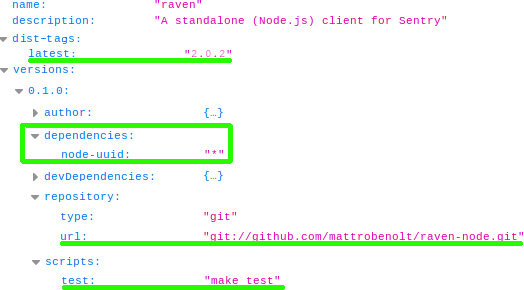 name: "raven"
description: "A standalone (Node.js) client for Sentry"
dist-tags:
latest: "2.0.2"
versions:
0.1.0:
author: {…}
dependencies:
node-uuid: "*"
devDependencies: {…}
repository:
type: "git"
url: "git://github.com/mattrobenolt/raven-node.git"
scripts:
test: "make test"